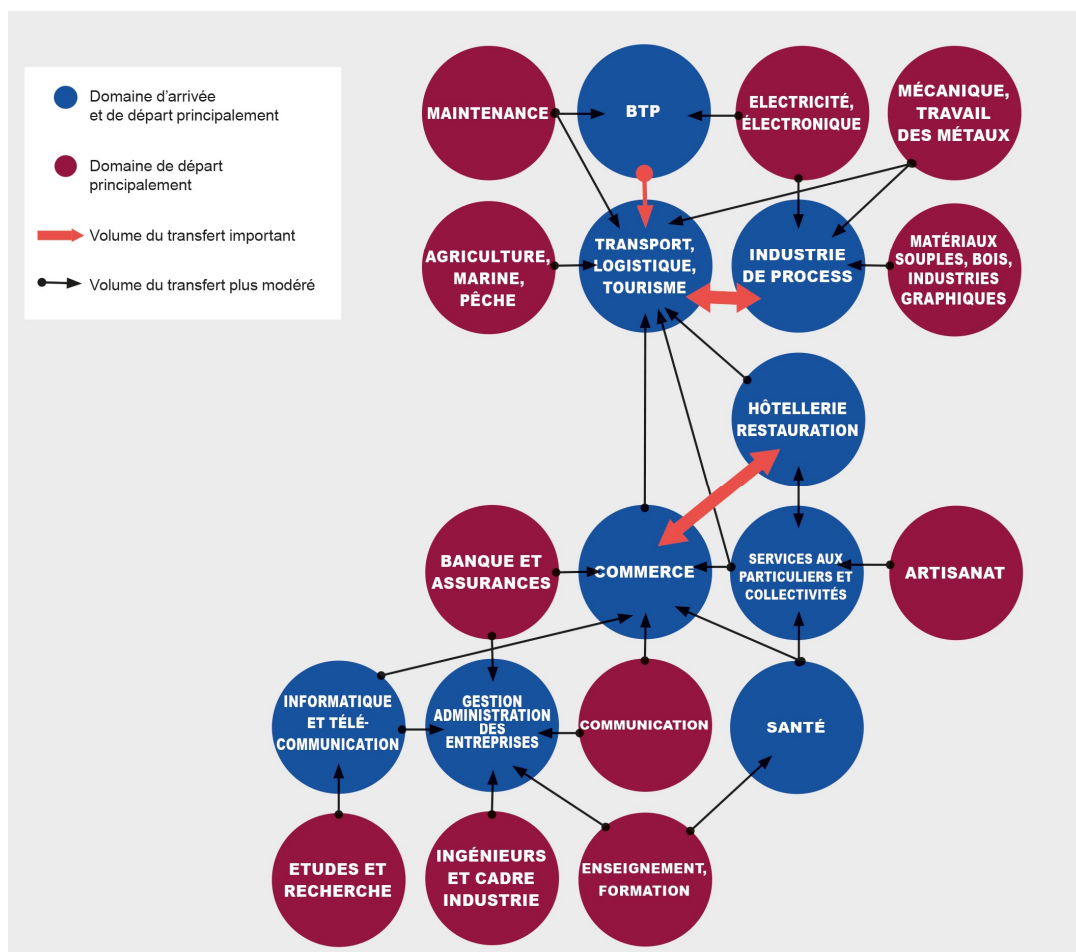 Domaine d'arrivée
et de départ principalement
Domaine de départ
principalement
Volume du transfert important
Volume du transfert plus modéré
MAINTENANCE
BTP
ELECTRICITÉ,
ÉLECTRONIQUE
MÉCANIQUE,
TRAVAIL
DES MÉTAUX
AGRICULTURE,
MARINE,
PÊCHE
TRANSPORT,
LOGISTIQUE,
TOURISME
INDUSTRIE
DE PROCESS
MATÉRIAUX
SOUPLES, BOIS,
INDUSTRIES
GRAPHIQUES
HÔTELLERIE
RESTAURATION
BANQUE ET
ASSURANCES
COMMERCE
SERVICES AUX
PARTICULIERS ET
COLLECTIVITÉS
ARTISANAT
INFORMATIQUE
ET TÉLÉ-
COMMUNICATION
GESTION
ADMINISTRATION
DES
ENTREPRISES
COMMUNICATION
SANTÉ
ETUDES ET
RECHERCHE
INGÉNIEURS
ET CADRE
INDUSTRIE
ENSEIGNEMENT,
FORMATION